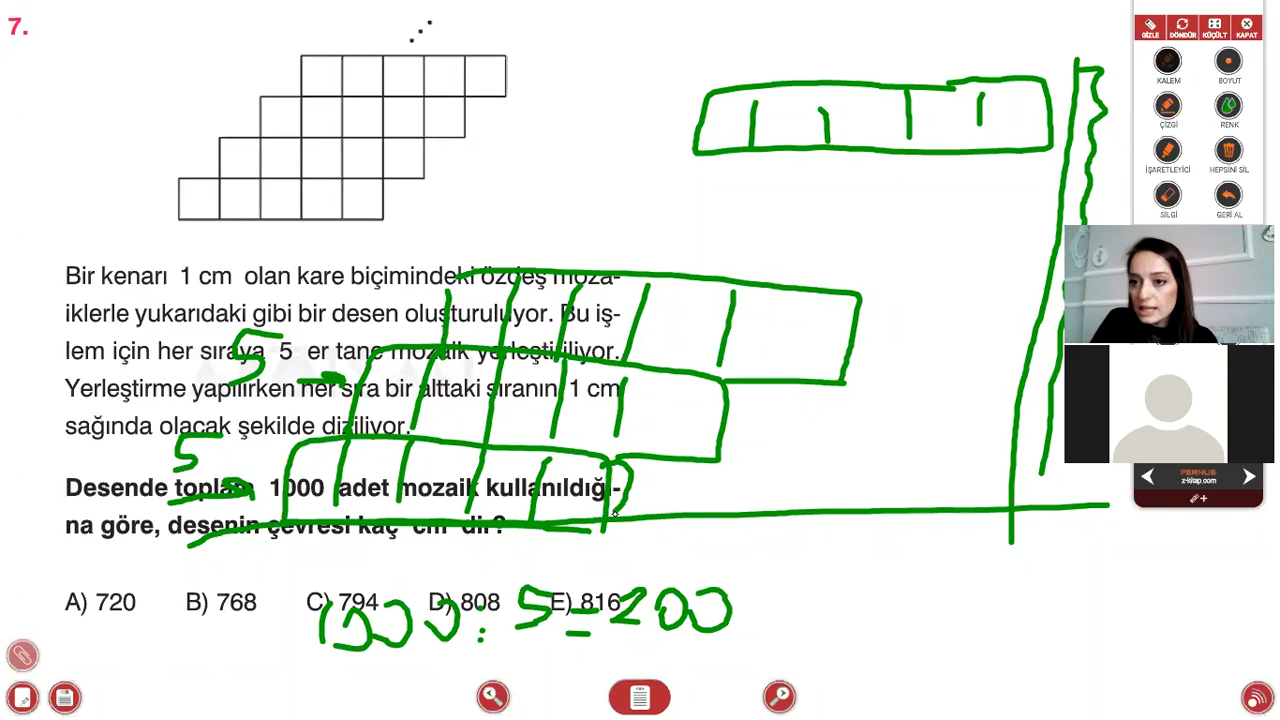 7.
Bir kenarı 1 cm olan kare biçimindeki özdeş moza-
iklerle yukarıdaki gibi bir desen oluşturuluyor. Bu iş-
lem için her sıraya 5 er tane mozaik yerleştiriliyor.
Yerleştirme yapılırken her sıra bir alttaki sıranın 1 cm
sağında olacak şekilde diziliyor.
Desende toplam 1000 adet mozaik kullanıldığı-
na göre, desenin çevresi kaç cm dir?
A) 720 B) 768 C) 794 D) 808 E) 816
5
5
1000 : 5 = 200
GİZLE DÖNDÜR KÜÇÜLT KAPAT
KALEM BOYUT
ÇİZGİ RENK
İŞARETLEYİCİ HEPSİNİ SİL
SİLGİ GERİ AL
FERNUS
z-kitap.com